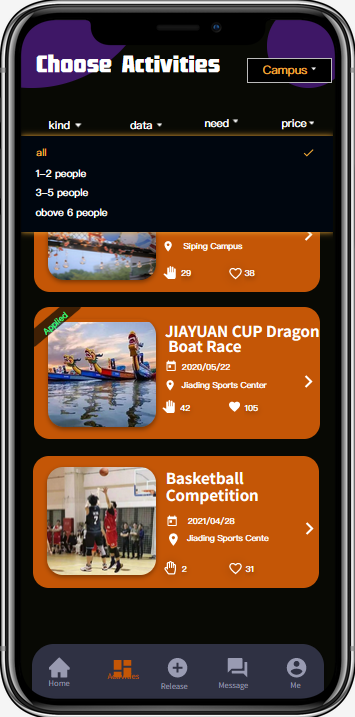 Choose Activities
Campus
kind
data
need
price
all
1-2 people
3-5 people
obove 6 people
Siping Campus
29
38
Applied
JIAYUAN CUP Dragon
Boat Race
2020/05/22
Jiading Sports Center
42
105
Basketball
Competition
2021/04/28
Jiading Sports Cente
2
31
Home
Activities
Release
Message
Me